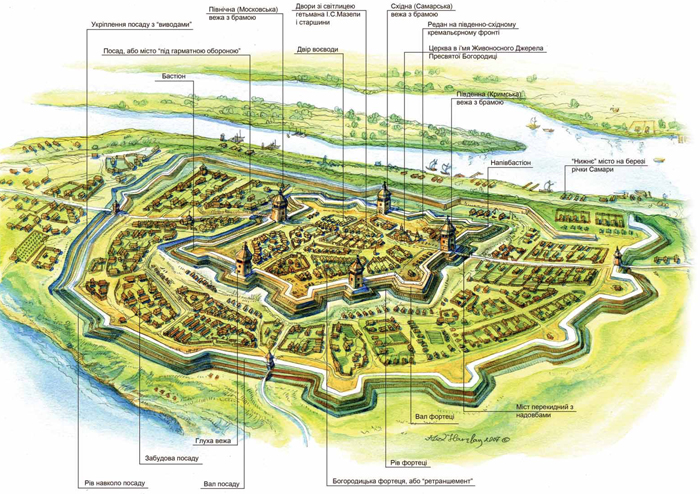 Північна (Московська)
вежа з брамою
Двори зі світлицею
гетьмана І.С.Мазепи
і старшини
Східна (Самарська)
вежа з брамою
Укріплення посаду з "виводами"
Редан на південно-східному
кремальєрному фронті
Посад, або місто "під гарматною обороною"
Двір воєводи
Церква в ім'я Живоносного Джерела
Пресвятої Богородиці
Бастіон
Південна (Кримська)
вежа з брамою
Напівбастіон
"Нижнє" місто на березі
річки Самари
Міст перекидний з
надовбами
Вал фортеці
Глуха вежа
Забудова посаду
Рів фортеці
Рів навколо посаду
Вал посаду
Богородицька фортеця, або "ретраншемент"
2007 ©